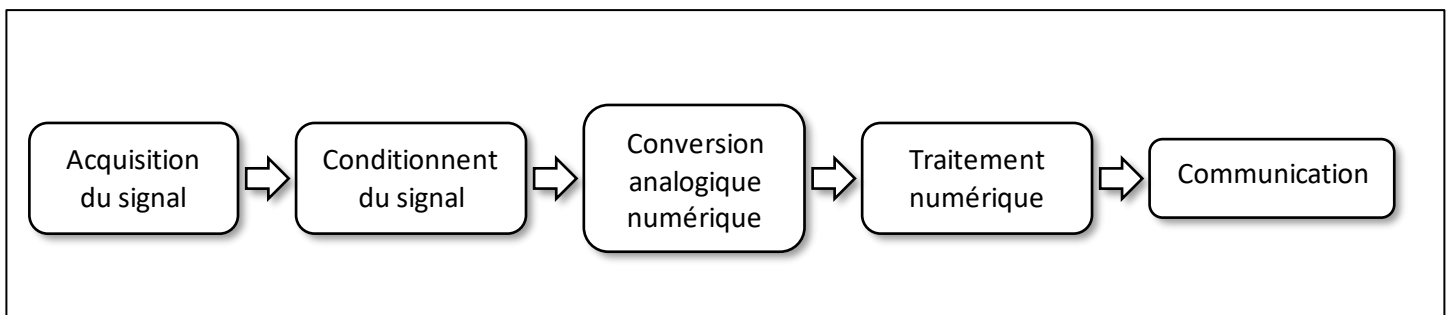 Acquisition
du signal
Conditionnent
du signal
Conversion
analogique
numérique
Traitement
numérique
Communication